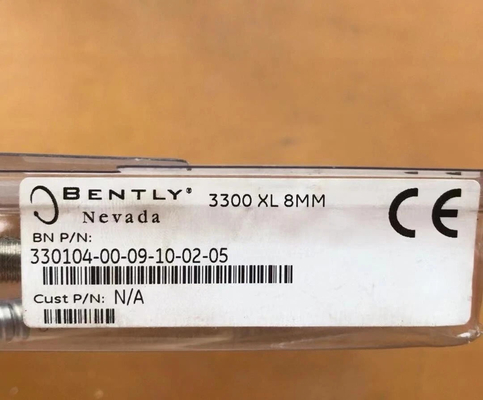 BENTLY®
Nevada
3300 XL 8MM
CE
BN P/N:
330104-00-09-10-02-05
Cust P/N: N/A